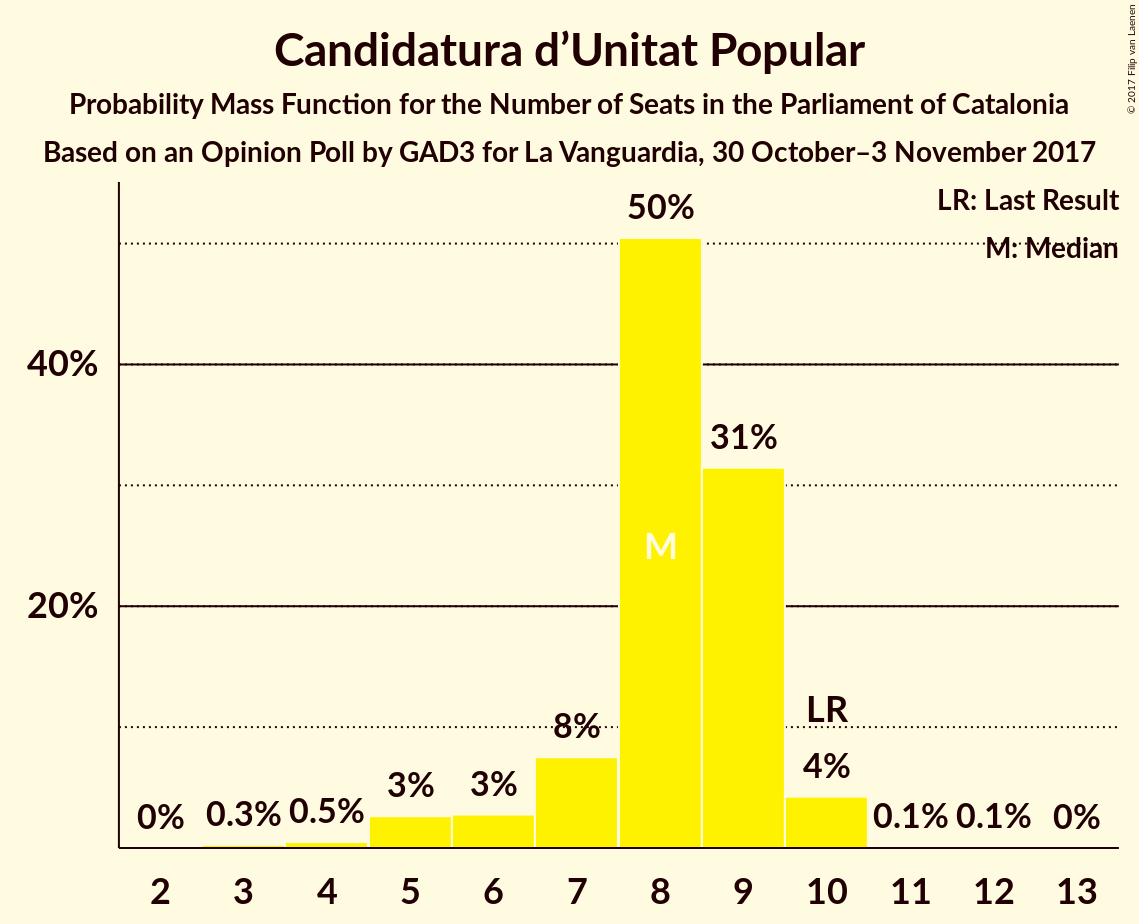 Candidatura d’Unitat Popular
Probability Mass Function for the Number of Seats in the Parliament of Catalonia
Based on an Opinion Poll by GAD3 for La Vanguardia, 30 October–3 November 2017
© 2017 Filip van Laenen
LR: Last Result
M: Median
50%
40%
31%
M
20%
LR
8%
4%
3%
3%
0%
0.3%
0.5%
0.1%
0.1%
0%
2 3 4 5 6 7 8 9 10 11 12 13